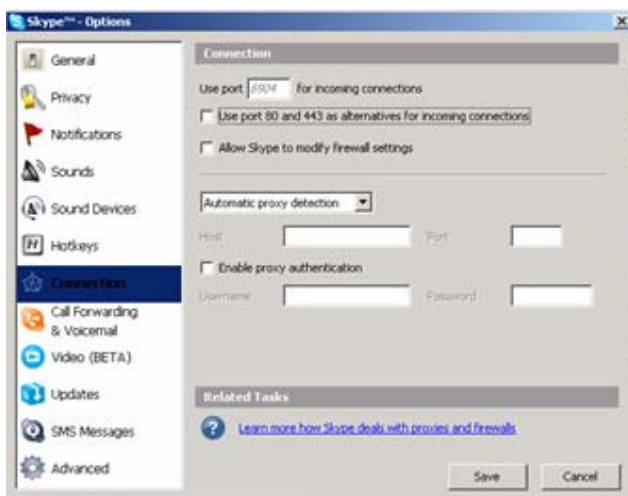 Skype™ - Options
General
Privacy
Notifications
Sounds
Sound Devices
Hotkeys
Connection
Call Forwarding
& Voicemail
Video (BETA)
Updates
SMS Messages
Advanced
Connection
Use port for incoming connections
Use port 80 and 443 as alternatives for incoming connections
Allow Skype to modify firewall settings
Automatic proxy detection
Host Port
Enable proxy authentication
Username Password
Related Tasks
Learn more how Skype deals with proxies and firewalls
Save Cancel